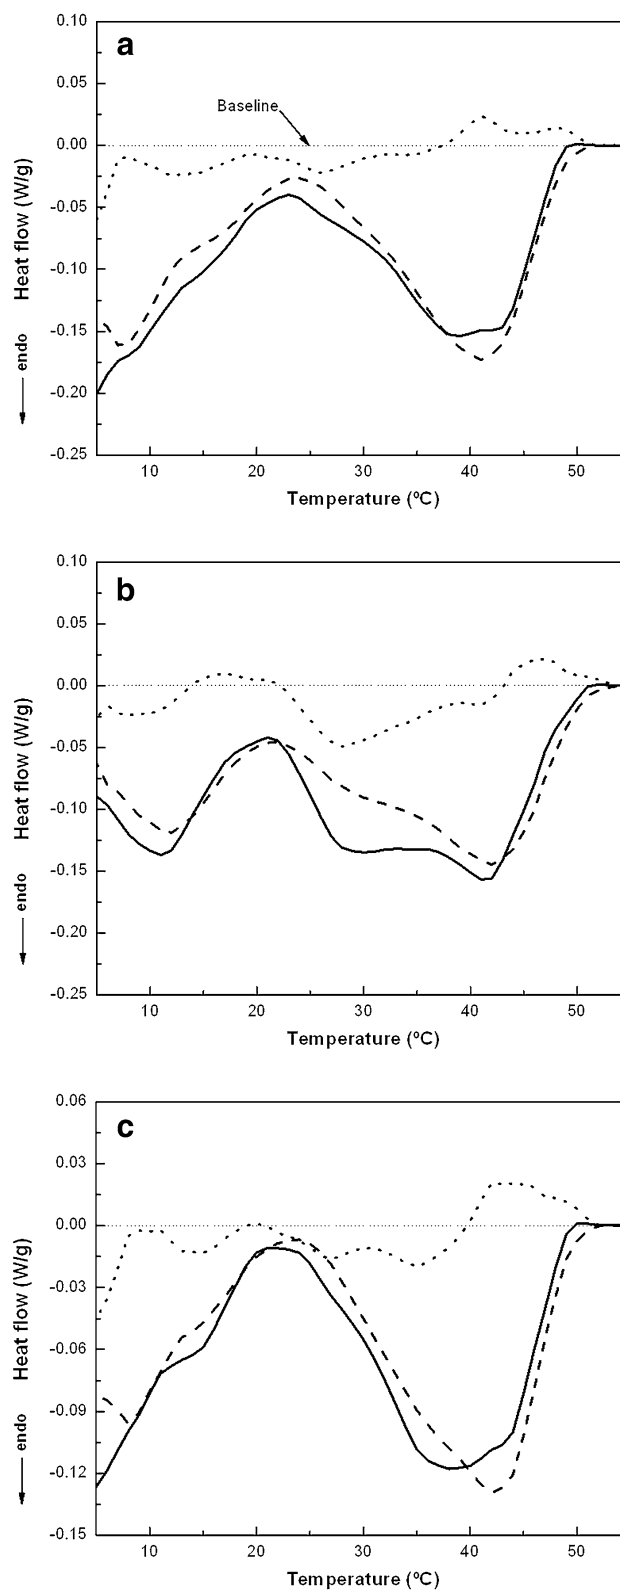 a
0.10
0.05
0.00
-0.05
-0.10
-0.15
-0.20
-0.25
Baseline
Heat flow (W/g)
endo
10 20 30 40 50
Temperature (ºC)
b
0.10
0.05
0.00
-0.05
-0.10
-0.15
-0.20
-0.25
Heat flow (W/g)
endo
10 20 30 40 50
Temperature (ºC)
c
0.06
0.03
0.00
-0.03
-0.06
-0.09
-0.12
-0.15
Heat flow (W/g)
endo
10 20 30 40 50
Temperature (ºC)